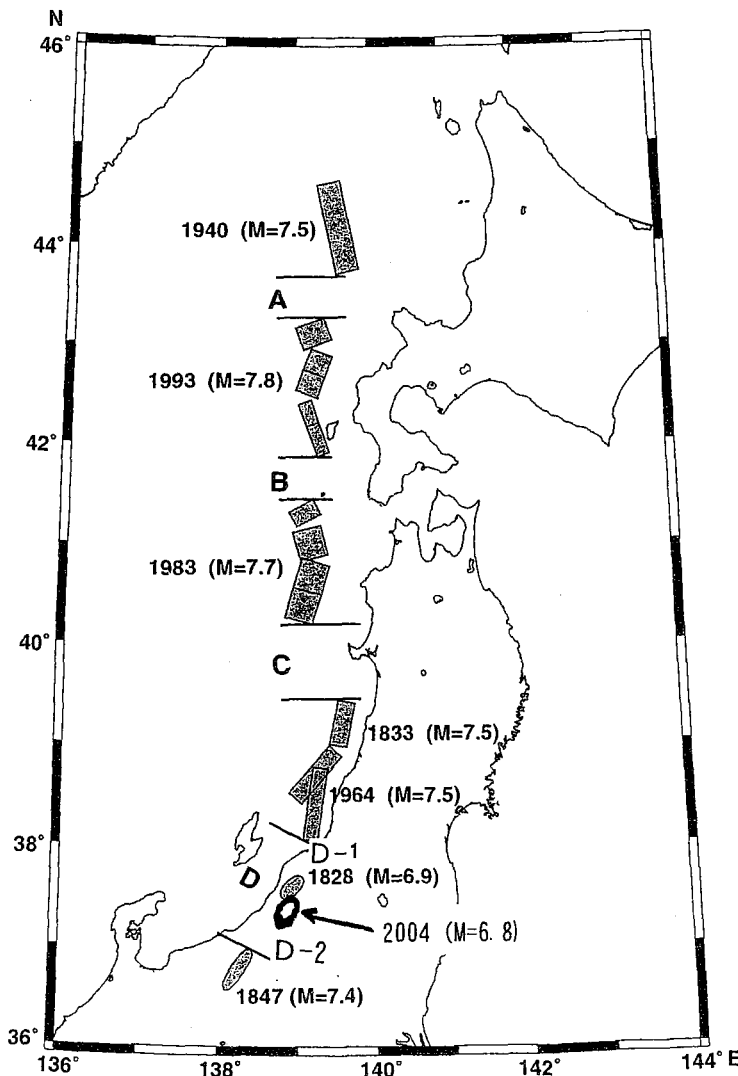 N
46°
1940 (M=7.5)
44°
A
1993 (M=7.8)
42°
B
1983 (M=7.7)
40°
C
1833 (M=7.5)
1964 (M=7.5)
38°
D-1
D
1828 (M=6.9)
2004 (M=6.8)
D-2
1847 (M=7.4)
36°
136° 138° 140° 142° 144° E